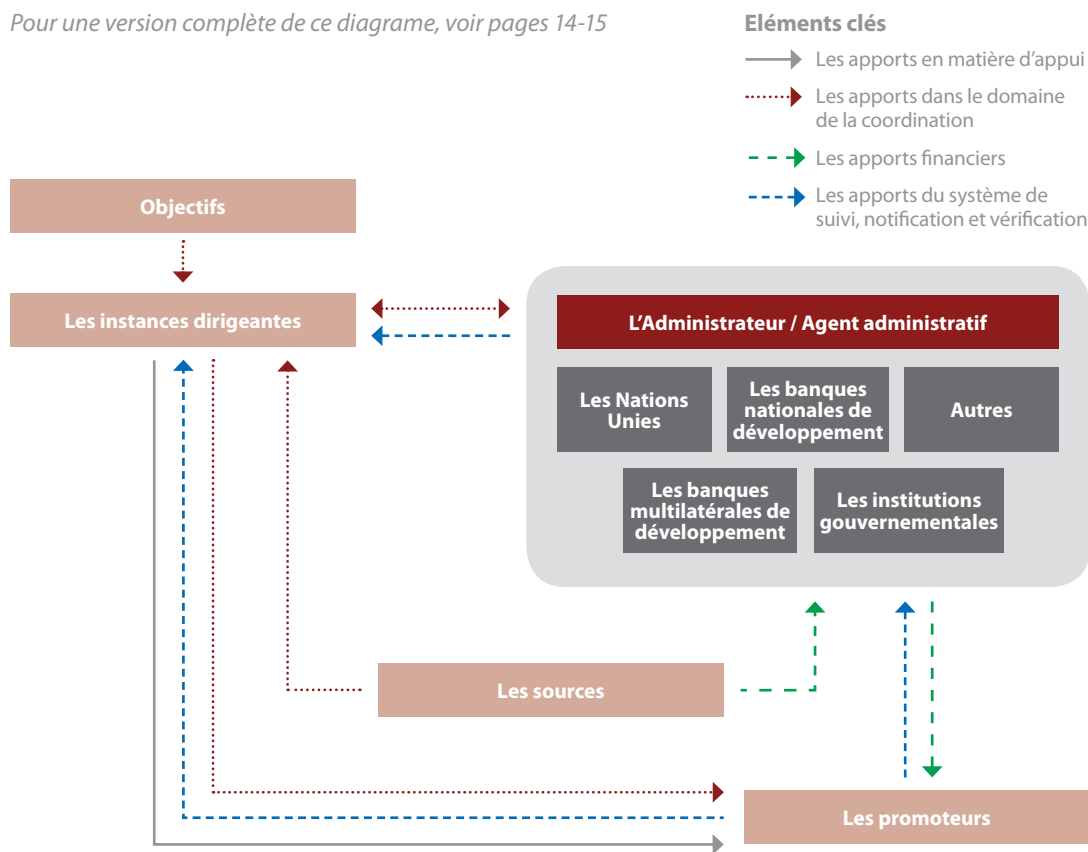 Pour une version complète de ce diagrame, voir pages 14-15
Eléments clés
Les apports en matière d'appui
Les apports dans le domaine
de la coordination
Les apports financiers
Les apports du système de
suivi, notification et vérification
Objectifs
Les instances dirigeantes
L'Administrateur / Agent administratif
Les Nations
Unies
Les banques
nationales de
développement
Autres
Les banques
multilatérales de
développement
Les institutions
gouvernementales
Les sources
Les promoteurs